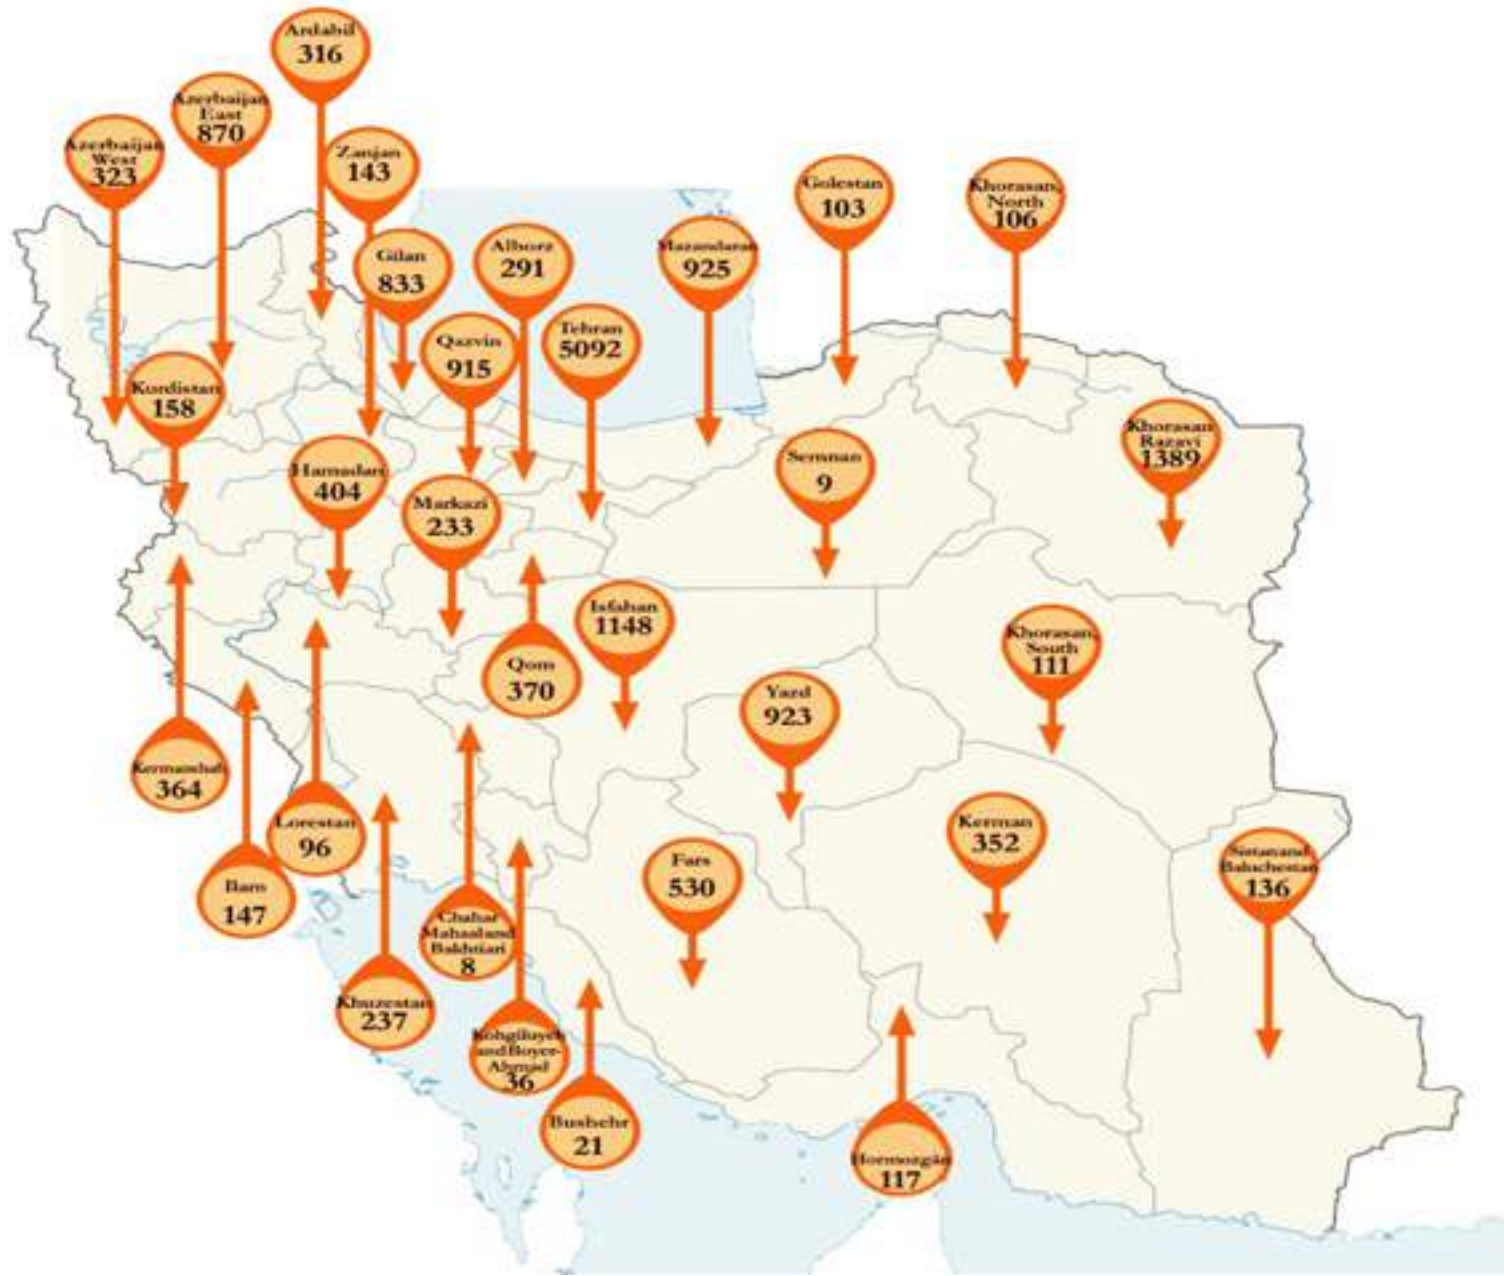 Ardabil
316
Azerbaijan
East
870
Azerbaijan
West
323
Zanjan
143
Golestan
103
Khorasan,
North
106
Gilan
833
Alborz
291
Mazandaran
925
Qazvin
915
Tehran
5092
Kurdistan
158
Khorasan
Razavi
1389
Hamadan
404
Markazi
233
Semnan
9
Isfahan
1148
Khorasan,
South
111
Qom
370
Yazd
923
Kermanshah
364
Lorestan
96
Kerman
352
Fars
530
Sistan and
Baluchestan
136
Ilam
147
Chahar
Mahaal and
Bakhtiari
8
Khuzestan
237
Kohgiluyeh
and Boyer-
Ahmad
36
Bushehr
21
Hormozgan
117